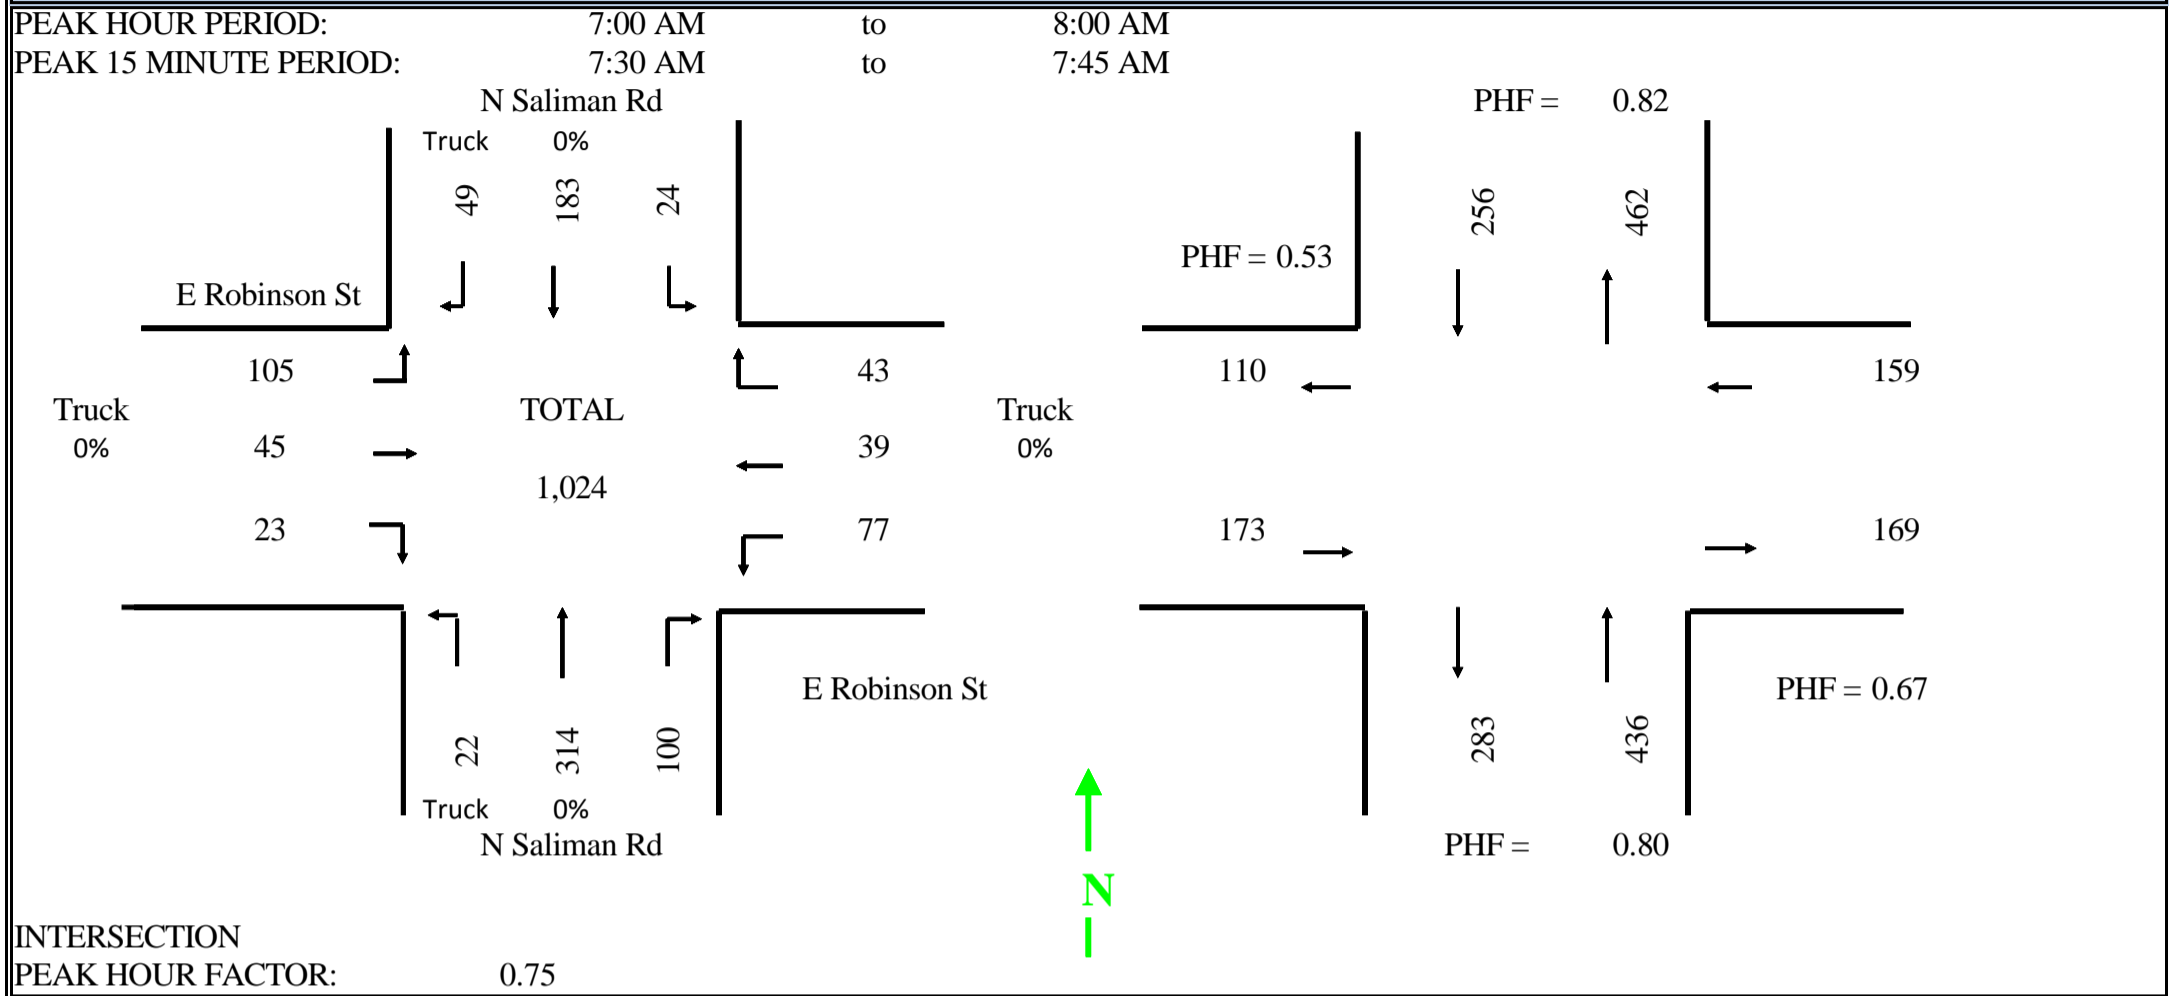 PEAK HOUR PERIOD: 7:00 AM to 8:00 AM
PEAK 15 MINUTE PERIOD: 7:30 AM to 7:45 AM
N Saliman Rd PHF = 0.82
Truck 0%
49 183 24 256 462
PHF = 0.53
E Robinson St
105 43 110 159
Truck TOTAL Truck
0% 45 39 0%
1,024
23 77 173 169
E Robinson St PHF = 0.67
22 314 100 283 436
Truck 0%
N Saliman Rd PHF = 0.80
N
INTERSECTION
PEAK HOUR FACTOR: 0.75